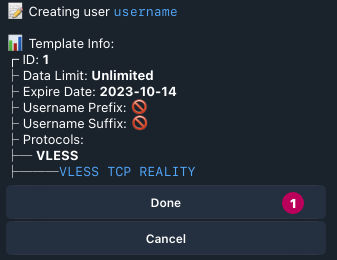 📝 Creating user username
📊 Template Info:
┌ ID: 1
├ Data Limit: Unlimited
├ Expire Date: 2023-10-14
├ Username Prefix: 🚫
├ Username Suffix: 🚫
├ Protocols:
├── VLESS
├─────VLESS TCP REALITY
Done 1
Cancel